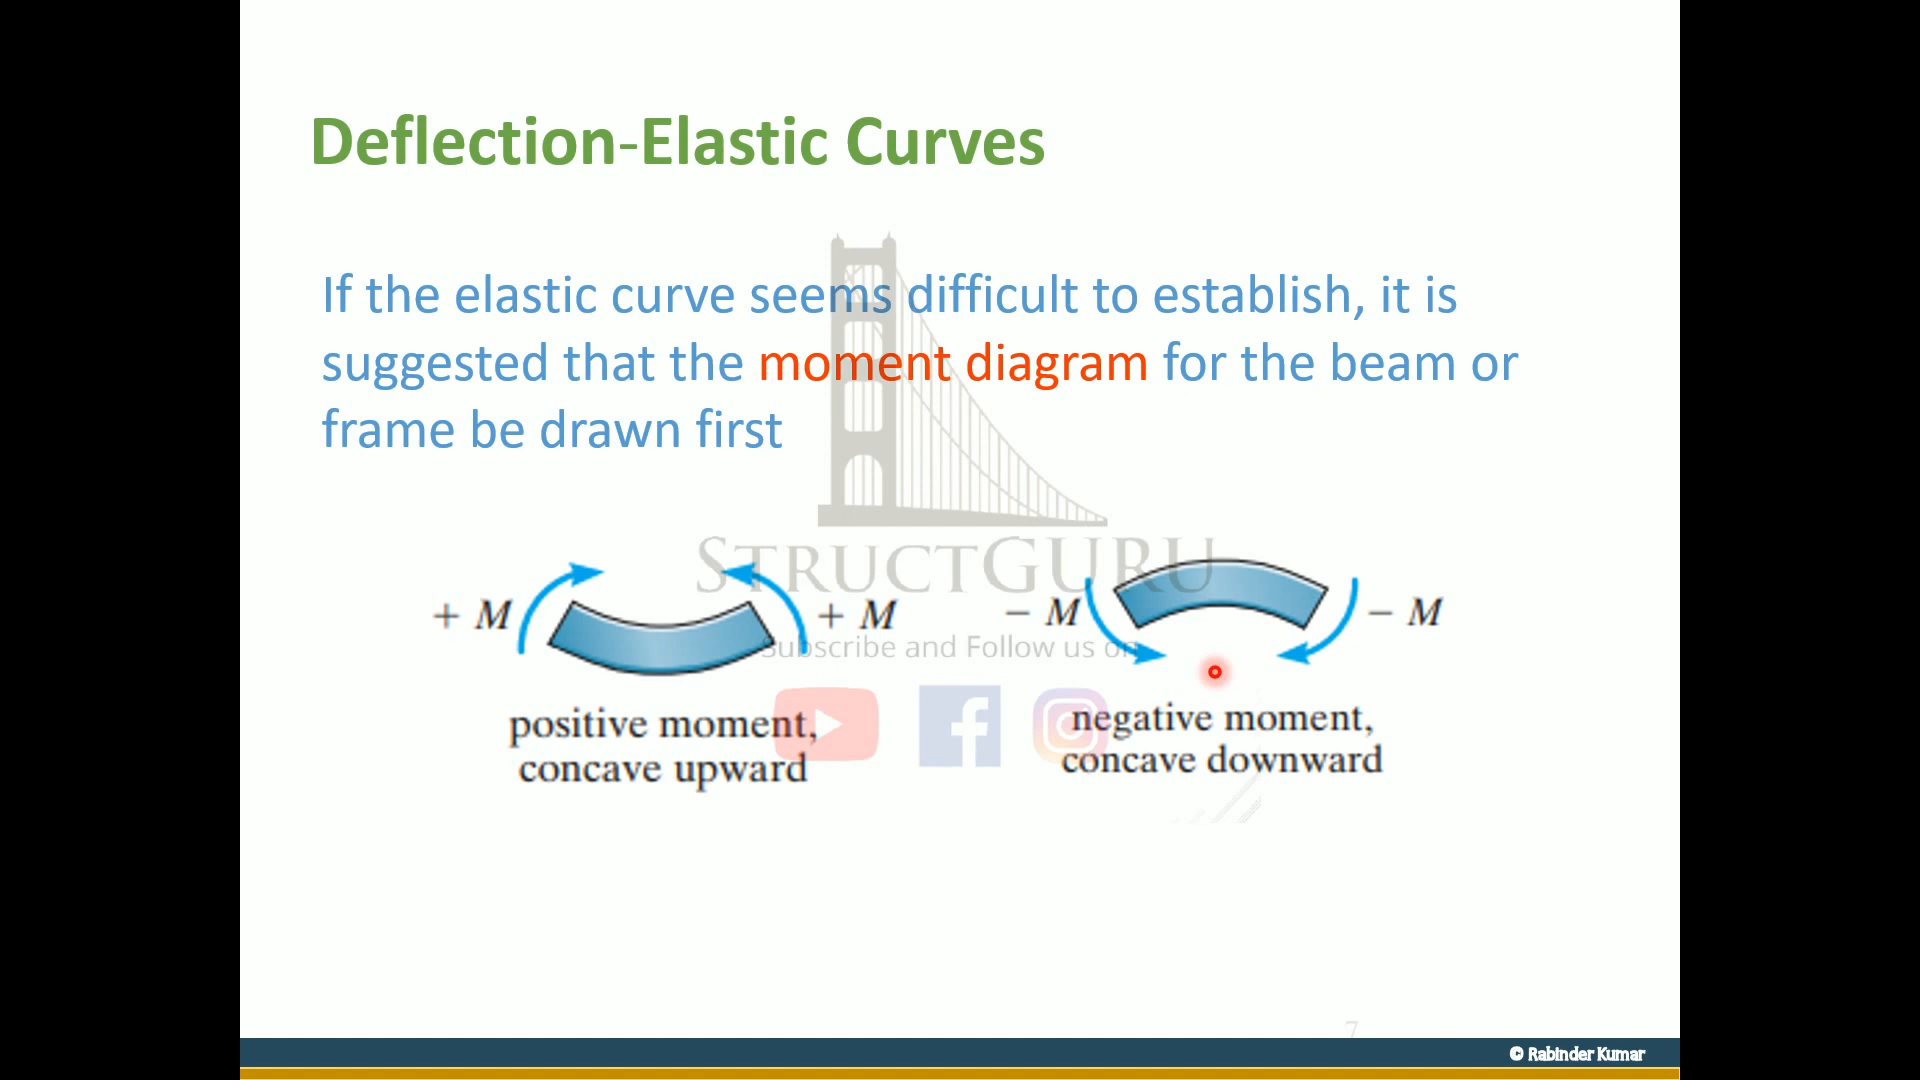 Deflection-Elastic Curves
If the elastic curve seems difficult to establish, it is
suggested that the moment diagram for the beam or
frame be drawn first
STRUCTGURU
+ M
+ M
− M
− M
Subscribe and Follow us on
positive moment,
concave upward
negative moment,
concave downward
7
© Rabinder Kumar